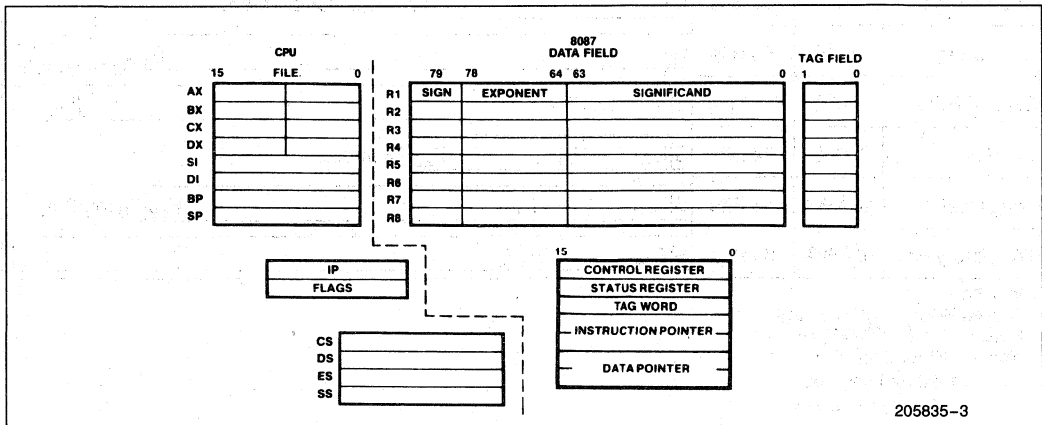 CPU
15 FILE. 0
AX
BX
CX
DX
SI
DI
BP
SP
IP
FLAGS
CS
DS
ES
SS
8087
DATA FIELD
79 78 64 63 0
R1 SIGN EXPONENT SIGNIFICAND
R2
R3
R4
R5
R6
R7
R8
TAG FIELD
1 0
15 0
CONTROL REGISTER
STATUS REGISTER
TAG WORD
INSTRUCTION POINTER
DATA POINTER
205835-3